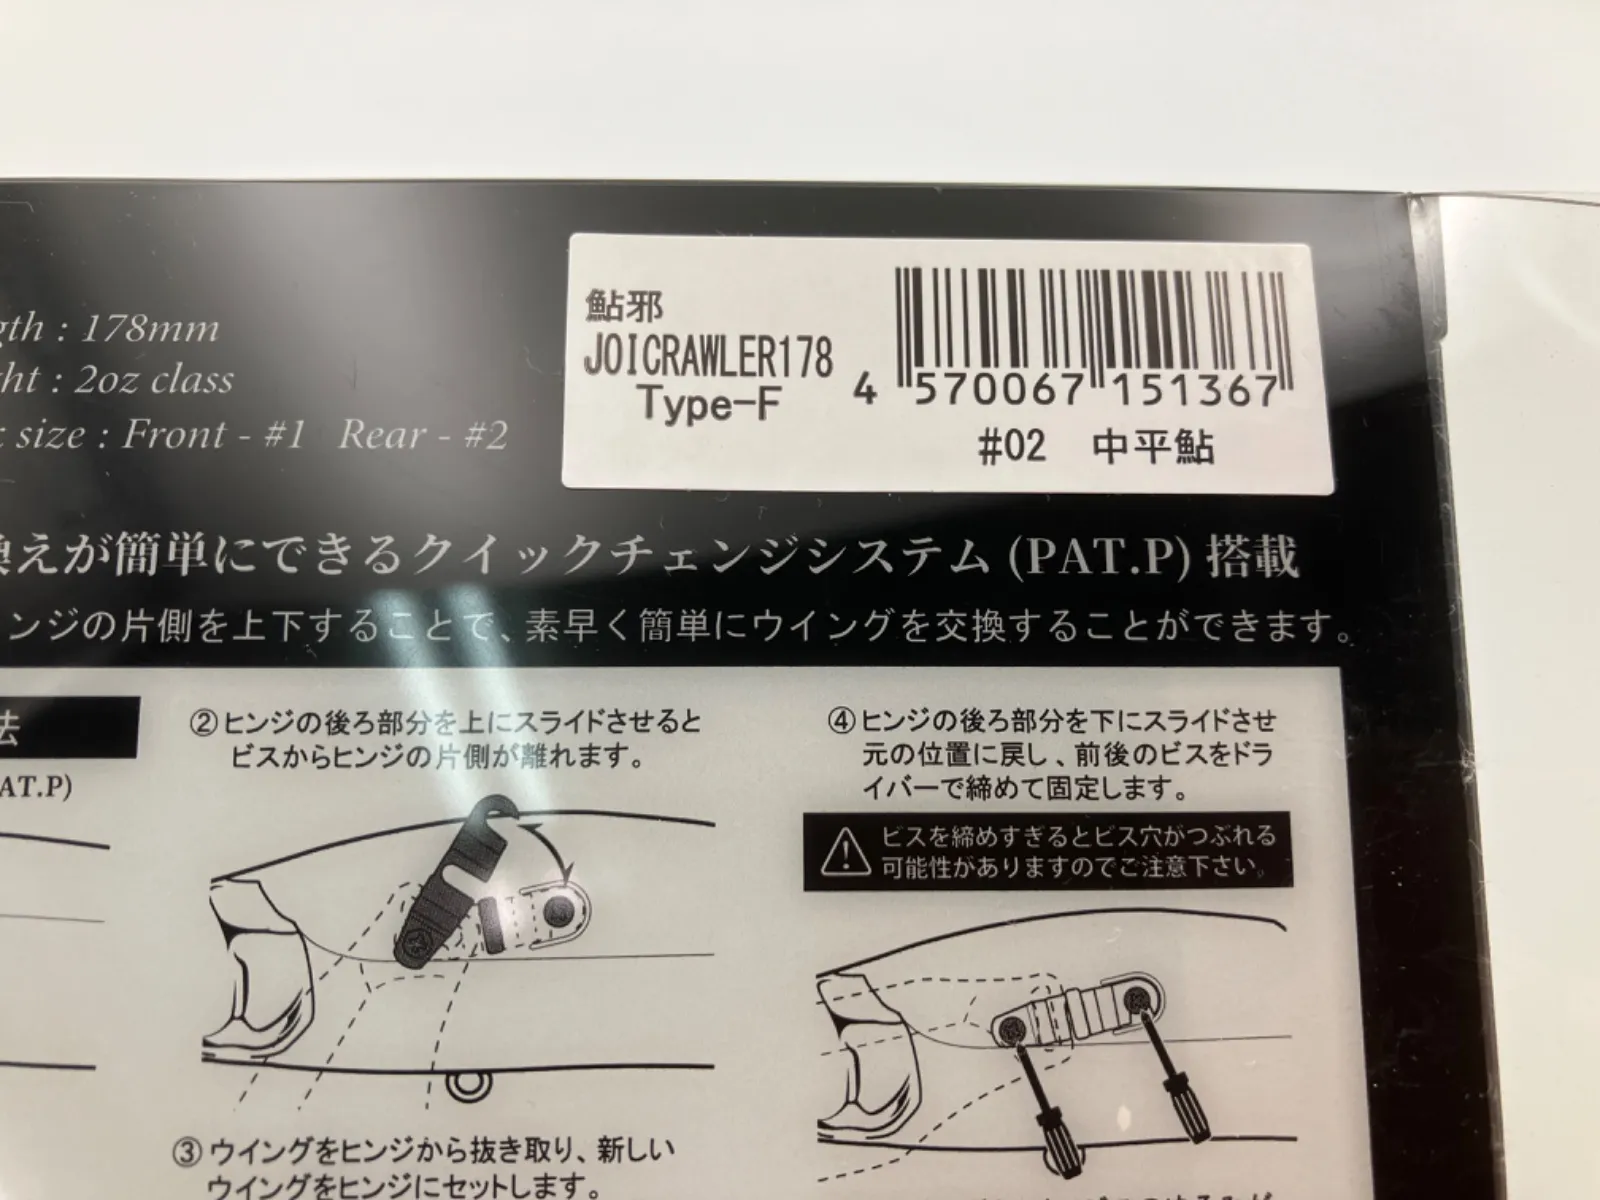 鮎邪
JOICRAWLER178
Type-F
4 570067 151367
#02 中平鮎
: 178mm
: 2oz class
size : Front - #1 Rear - #2
えが簡単にできるクイックチェンジシステム (PAT.P) 搭載
ンジの片側を上下することで、素早く簡単にウイングを交換することができます。
法
AT.P)
②ヒンジの後ろ部分を上にスライドさせると
ビスからヒンジの片側が離れます。
③ウイングをヒンジから抜き取り、新しい
ウイングをヒンジにセットします。
④ヒンジの後ろ部分を下にスライドさせ
元の位置に戻し、前後のビスをドラ
イバーで締めて固定します。
ビスを締めすぎるとビス穴がつぶれる
可能性がありますのでご注意下さい。